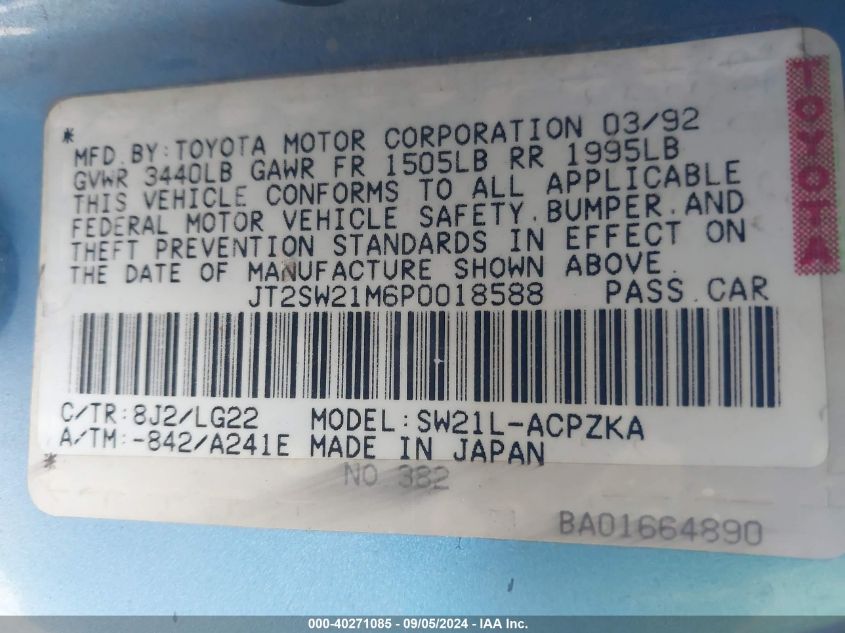 * MFD.BY:TOYOTA MOTOR CORPORATION 03/92
GVWR 3440LB GAWR FR 1505LB RR 1995LB
THIS VEHICLE CONFORMS TO ALL APPLICABLE
FEDERAL MOTOR VEHICLE SAFETY,BUMPER,AND
THEFT PREVENTION STANDARDS IN EFFECT ON
THE DATE OF MANUFACTURE SHOWN ABOVE.
JT2SW21M6P0018588 PASS.CAR
TOYOTA
C/TR:8J2/LG22 MODEL:SW21L-ACPZKA
A/TM:-842/A241E MADE IN JAPAN
*
NO 382
BA01664890
000-40271085 - 09/05/2024 - IAA Inc.